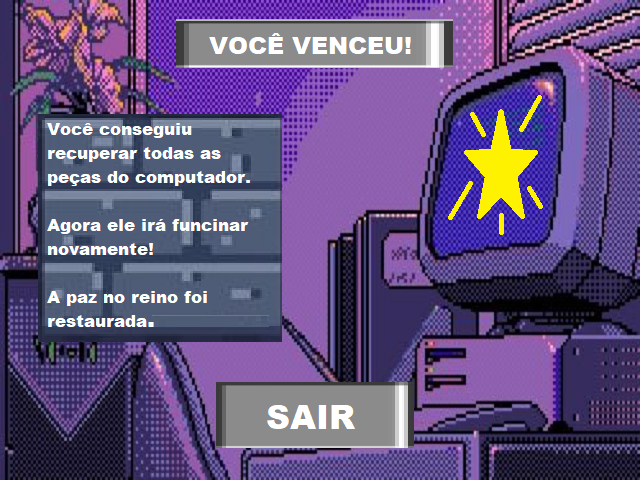 VOCÊ VENCEU!
Você conseguiu
recuperar todas as
peças do computador.
Agora ele irá funcinar
novamente!
A paz no reino foi
restaurada.
SAIR